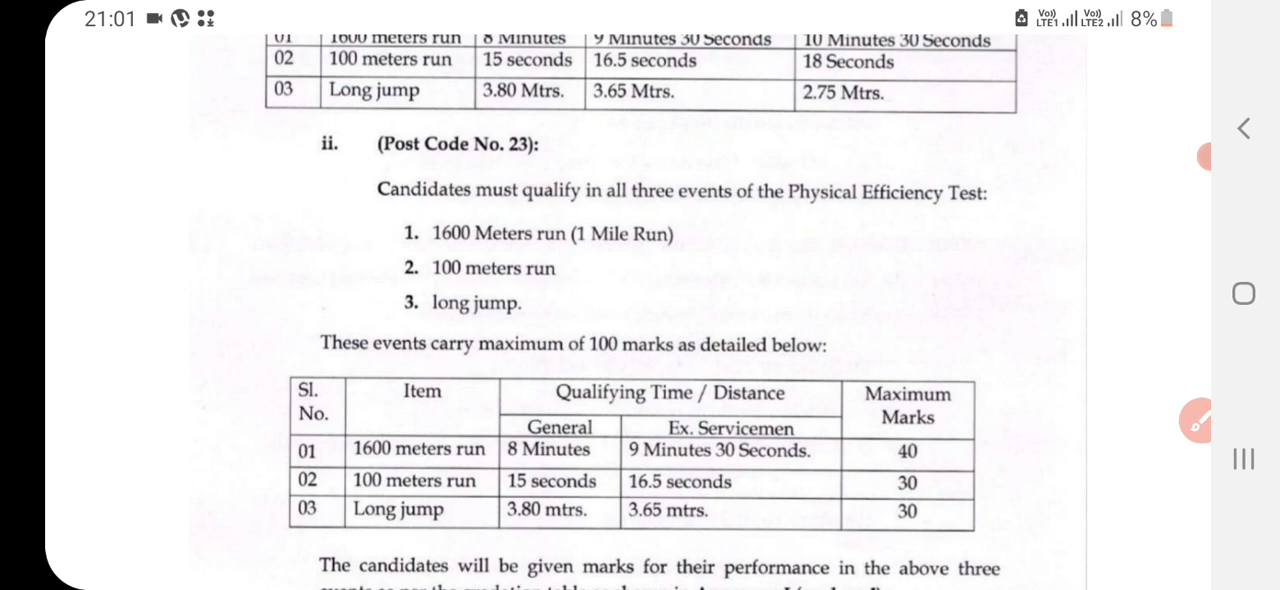 21:01 Vo)) LTE1 Vo)) LTE2 8%
01 1600 meters run 8 Minutes 9 Minutes 30 Seconds 10 Minutes 30 Seconds
02 100 meters run 15 seconds 16.5 seconds 18 Seconds
03 Long jump 3.80 Mtrs. 3.65 Mtrs. 2.75 Mtrs.
ii. (Post Code No. 23):
Candidates must qualify in all three events of the Physical Efficiency Test:
1. 1600 Meters run (1 Mile Run)
2. 100 meters run
3. long jump.
These events carry maximum of 100 marks as detailed below:
Sl. No. Item Qualifying Time / Distance Maximum Marks
General Ex. Servicemen
01 1600 meters run 8 Minutes 9 Minutes 30 Seconds. 40
02 100 meters run 15 seconds 16.5 seconds 30
03 Long jump 3.80 mtrs. 3.65 mtrs. 30
The candidates will be given marks for their performance in the above three